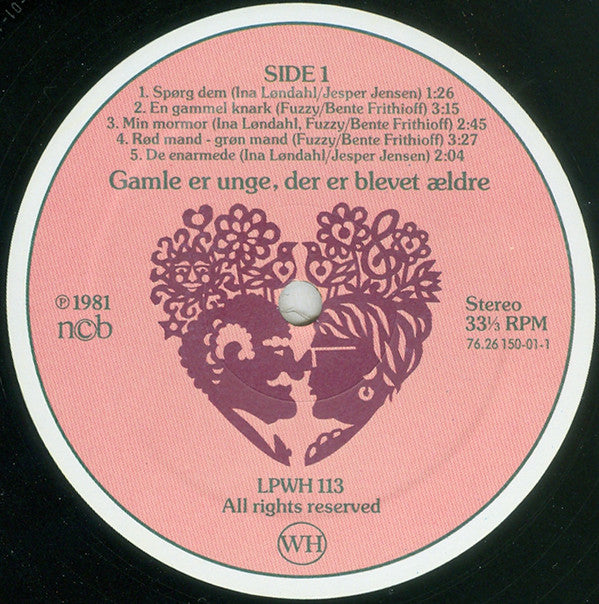 SIDE 1
1. Spørg dem (Ina Løndahl/Jesper Jensen) 1:26
2. En gammel knark (Fuzzy/Bente Frithioff) 3:15
3. Min mormor (Ina Løndahl, Fuzzy/Bente Frithioff) 2:45
4. Rød mand - grøn mand (Fuzzy/Bente Frithioff) 3:27
5. De enarmede (Ina Løndahl/Jesper Jensen) 2:04
Gamle er unge, der er blevet ældre
℗ 1981
ncb
Stereo
33⅓ RPM
76.26 150-01-1
LPWH 113
All rights reserved
WH